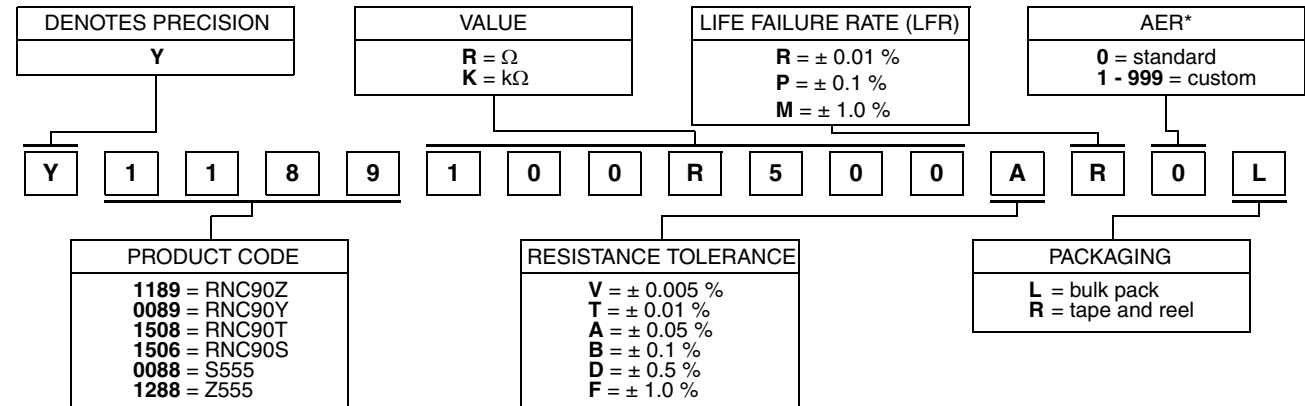 DENOTES PRECISION
Y
VALUE
R = Ω
K = kΩ
LIFE FAILURE RATE (LFR)
R = ± 0.01 %
P = ± 0.1 %
M = ± 1.0 %
AER*
0 = standard
1 - 999 = custom
Y 1 1 8 9 1 0 0 R 5 0 0 A R 0 L
PRODUCT CODE
1189 = RNC90Z
0089 = RNC90Y
1508 = RNC90T
1506 = RNC90S
0088 = S555
1288 = Z555
RESISTANCE TOLERANCE
V = ± 0.005 %
T = ± 0.01 %
A = ± 0.05 %
B = ± 0.1 %
D = ± 0.5 %
F = ± 1.0 %
PACKAGING
L = bulk pack
R = tape and reel